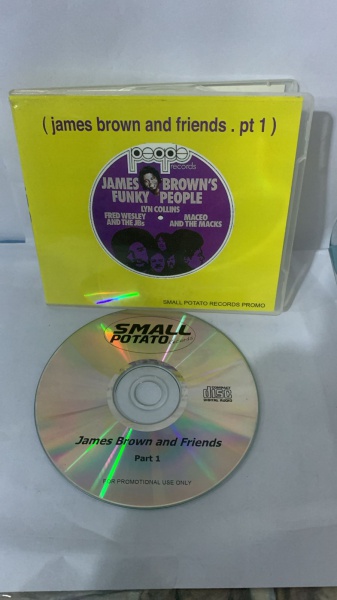 ( james brown and friends . pt 1 )
people
records
JAMES BROWN'S
FUNKY PEOPLE
LYN COLLINS
FRED WESLEY MACEO
AND THE JBs AND THE MACKS
SMALL POTATO RECORDS PROMO
SMALL
POTATO
COMPACT
disc
DIGITAL AUDIO
James Brown and Friends
Part 1
FOR PROMOTIONAL USE ONLY